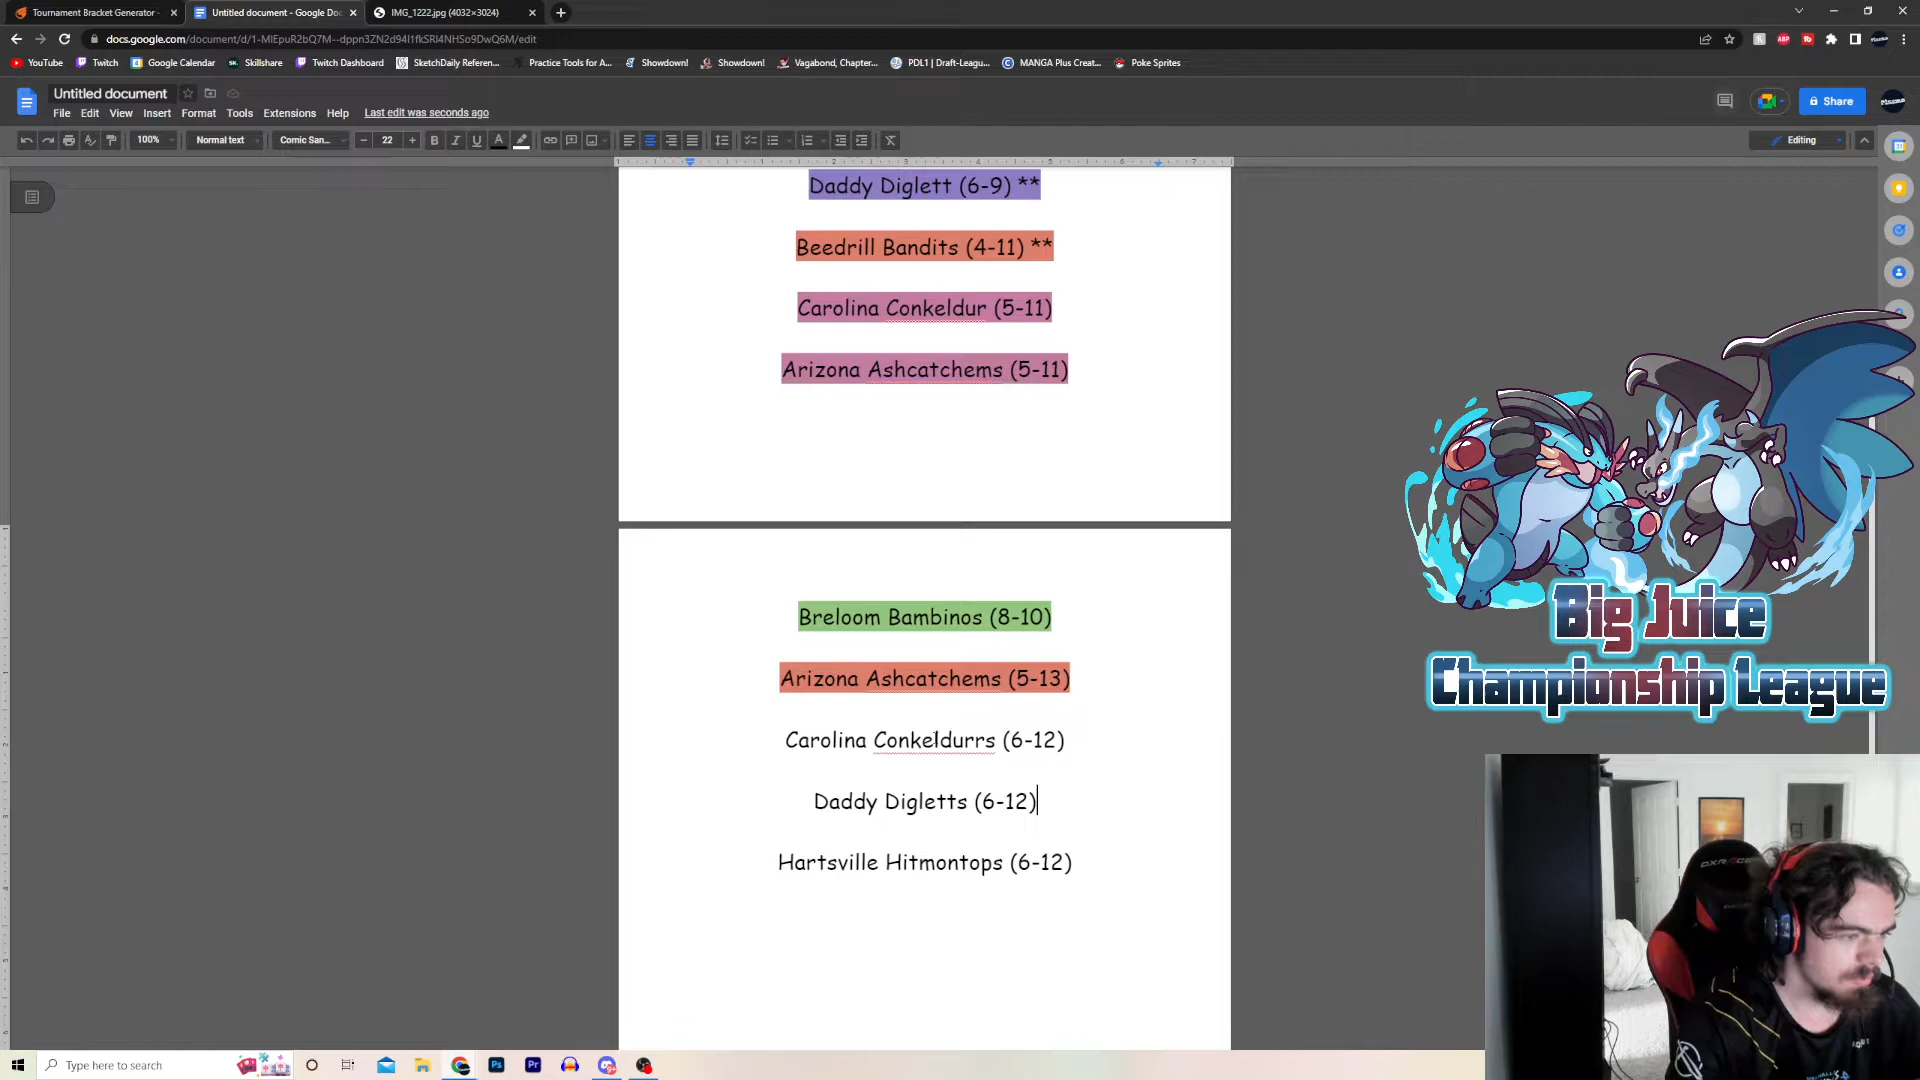 Tournament Bracket Generator -
Untitled document - Google Doc
IMG_1222.jpg (4032×3024)
docs.google.com/document/d/1-MIEpuR2bQ7M--dppn3ZN2d94l1fkSRl4NHSo9DwQ6M/edit
YouTube
Twitch
Google Calendar
Skillshare
Twitch Dashboard
SketchDaily Referen...
Practice Tools for A...
Showdown!
Showdown!
Vagabond, Chapter...
PDL1 | Draft-Leagu...
MANGA Plus Creat...
Poke Sprites
Untitled document
Share
File Edit View Insert Format Tools Extensions Help Last edit was seconds ago
100% Normal text Comic San... 22 Editing
Daddy Diglett (6-9) **
Beedrill Bandits (4-11) **
Carolina Conkeldur (5-11)
Arizona Ashcatchems (5-11)
Breloom Bambinos (8-10)
Arizona Ashcatchems (5-13)
Carolina Conkeldurrs (6-12)
Daddy Digletts (6-12)
Hartsville Hitmontops (6-12)
Big Juice
Championship League
DXRACER
Type here to search